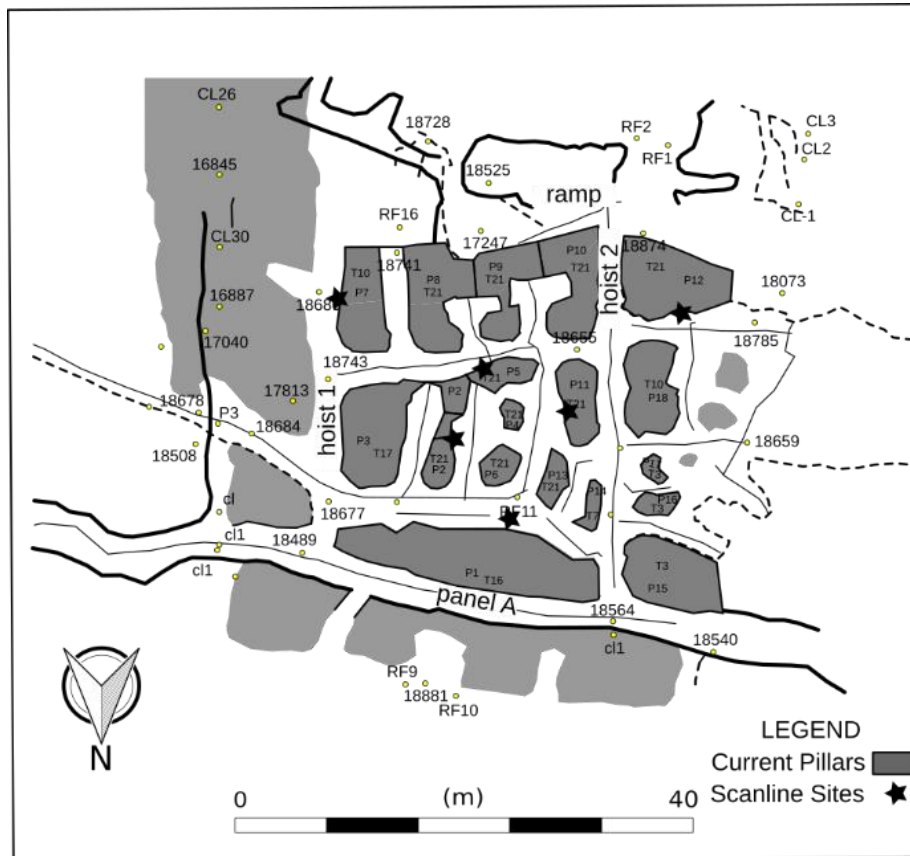 CL26
18728
RF2
CL3
RF1
CL2
16845
18525
ramp
CL-1
RF16
CL30
17247
18874
P10
18741
T21
hoist 2
T21
P9
T10
P8
T21
P12
P7
T21
18073
16887
17040
18655
18785
18743
T21
P5
P11
T10
17813
P2
T21
P18
18678
P3
hoist 1
T21
P4
18684
P3
T17
18659
18508
T21
P2
T21
P6
P13
T21
P11
T3
P14
T7
P16
T3
cl
18677
RF11
cl1
18489
T3
cl1
P1
T16
P15
panel A
18564
cl1
18540
RF9
18881
RF10
N
LEGEND
Current Pillars
Scanline Sites
0 (m) 40